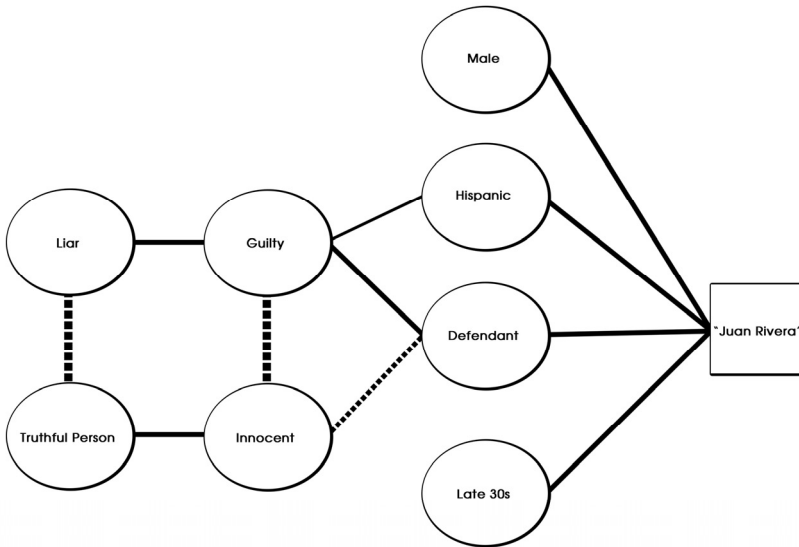 Male
Hispanic
Liar
Guilty
Defendant
"Juan Rivera"
Truthful Person
Innocent
Late 30s